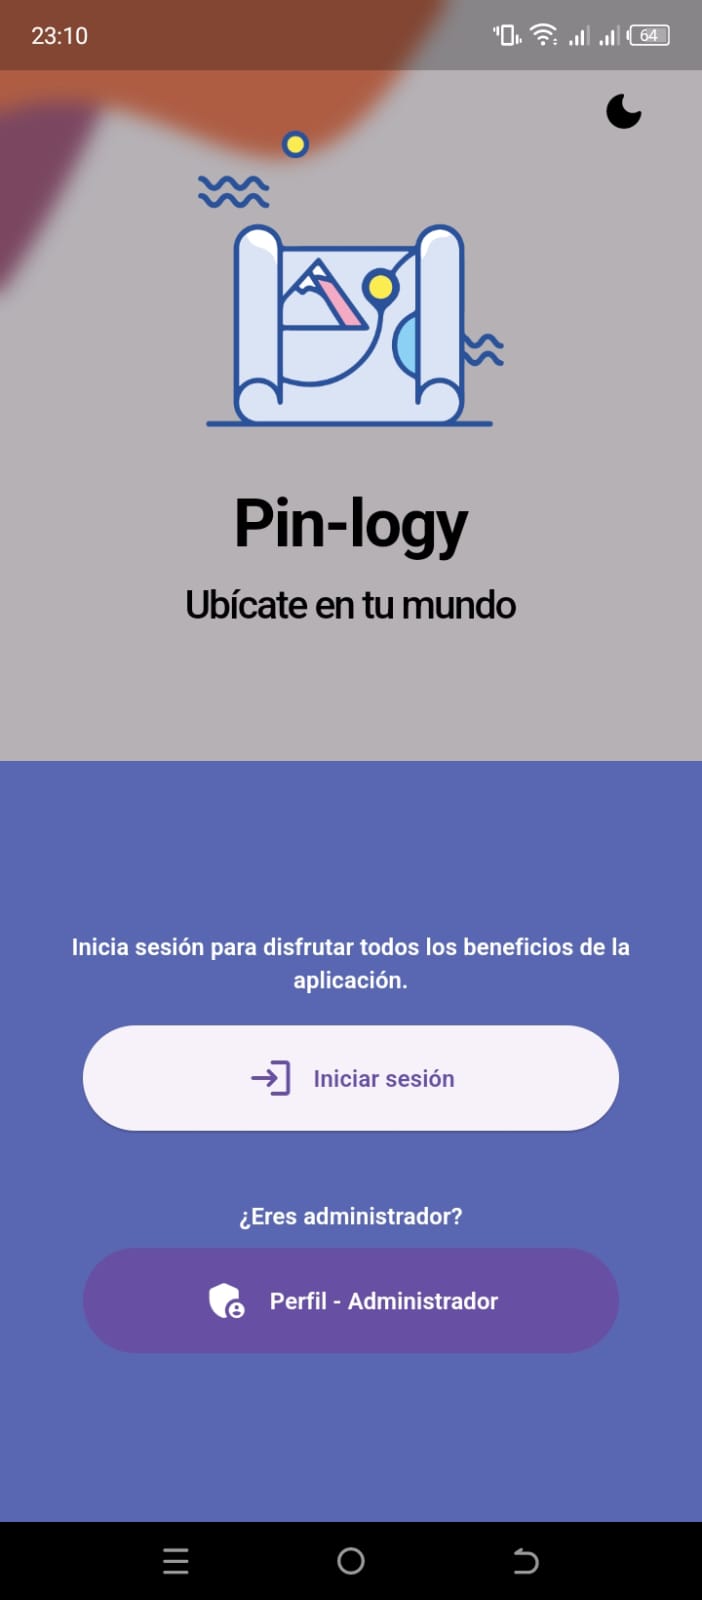 23:10
64
Pin-logy
Ubícate en tu mundo
Inicia sesión para disfrutar todos los beneficios de la
aplicación.
Iniciar sesión
¿Eres administrador?
Perfil - Administrador